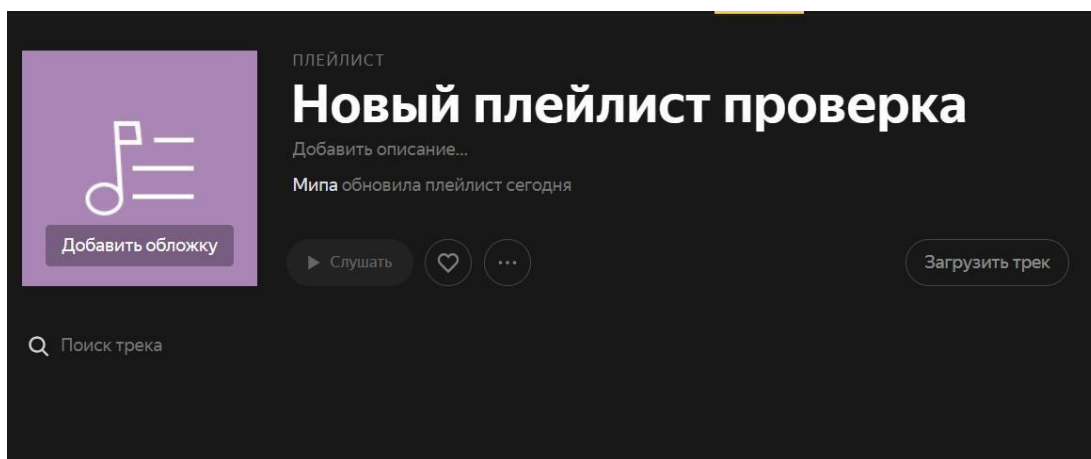 ПЛЕЙЛИСТ
Новый плейлист проверка
Добавить описание...
Мипа обновила плейлист сегодня
Добавить обложку
Слушать
Загрузить трек
Поиск трека